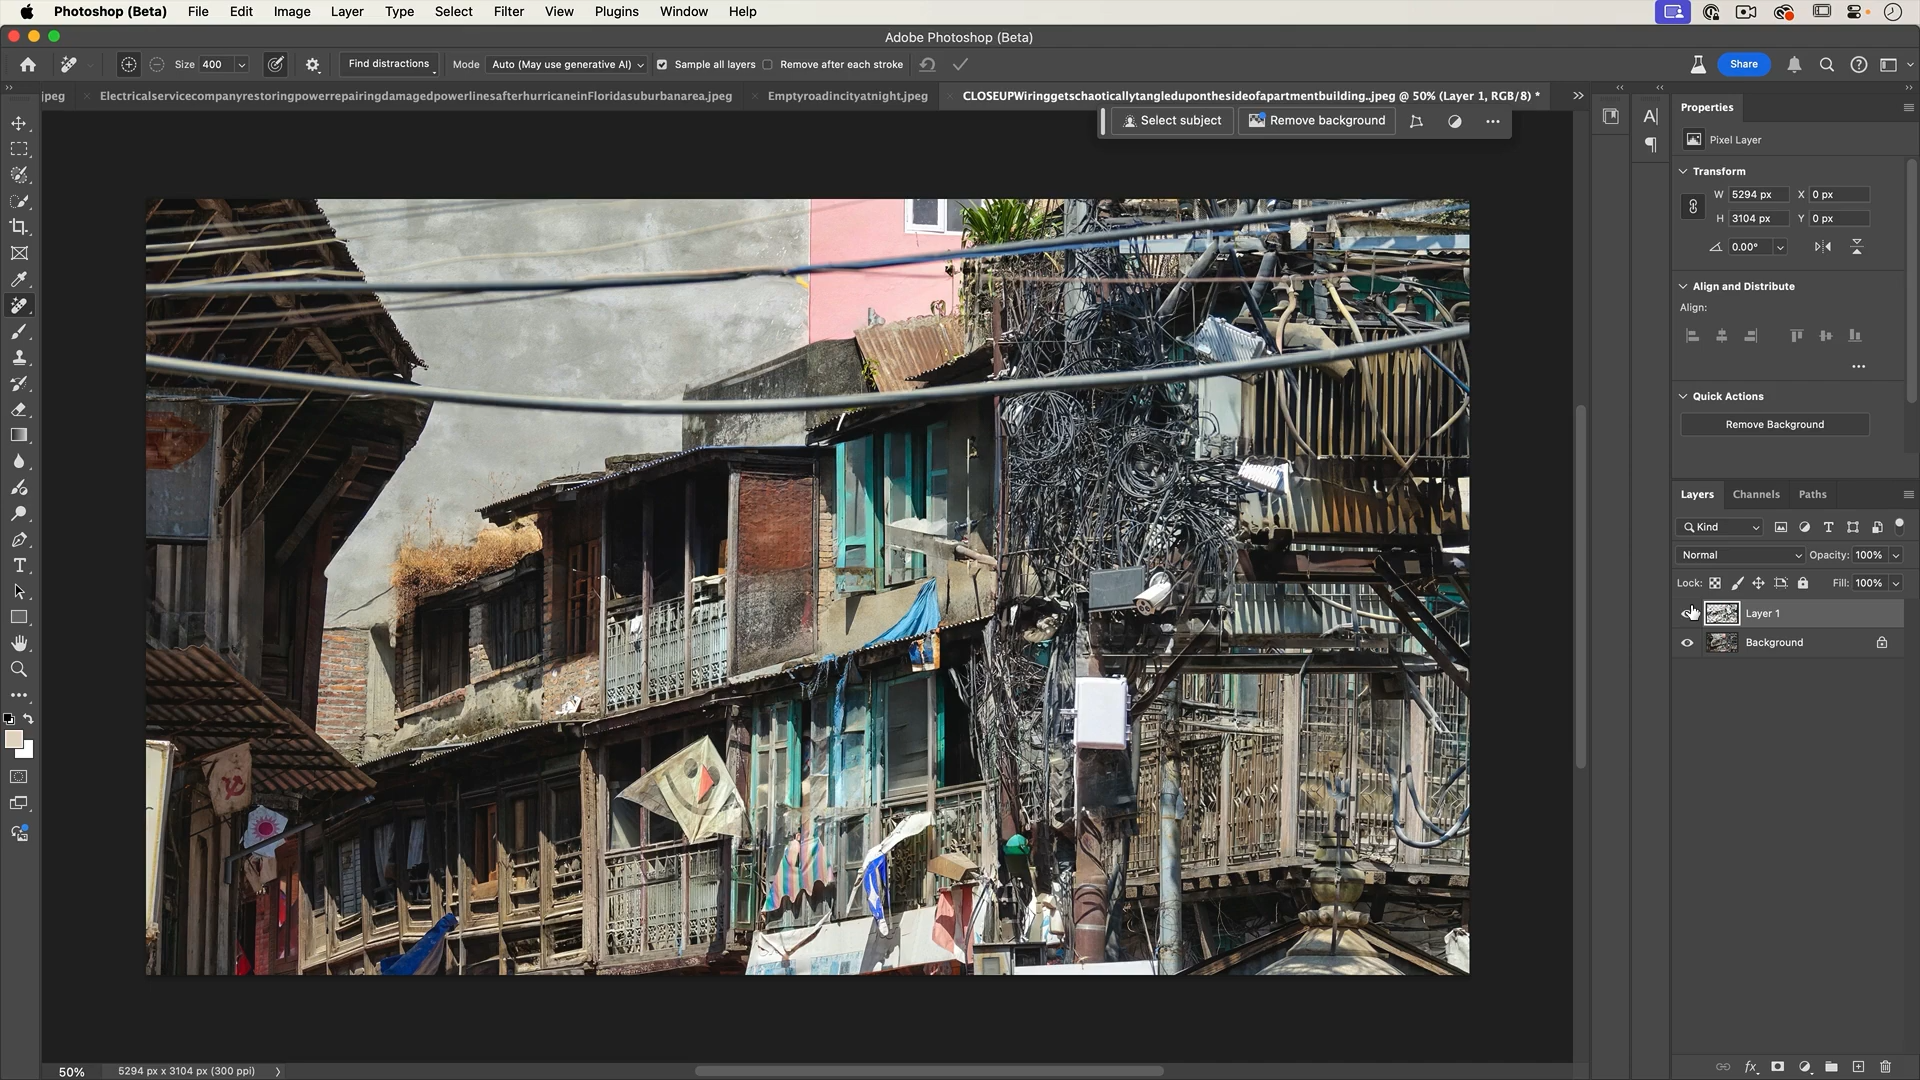 Photoshop (Beta) File Edit Image Layer Type Select Filter View Plugins Window Help
Adobe Photoshop (Beta)
Size 400 Find distractions Mode Auto (May use generative AI) Sample all layers Remove after each stroke Share
jpeg ElectricalservicecompanyrestoringpowerrepairingdamagedpowerlinesafterhurricaneinFloridasuburbanarea.jpeg Emptyroadincityatnight.jpeg CLOSEUPWiringgetschaoticallytangledupontthesideofapartmentbuilding..jpeg @ 50% (Layer 1, RGB/8) *
Select subject Remove background
Properties
Pixel Layer
Transform
W 5294 px X 0 px
H 3104 px Y 0 px
0.00°
Align and Distribute
Align:
Quick Actions
Remove Background
Layers Channels Paths
Kind
Normal Opacity: 100%
Lock: Fill: 100%
Layer 1
Background
50% 5294 px x 3104 px (300 ppi)